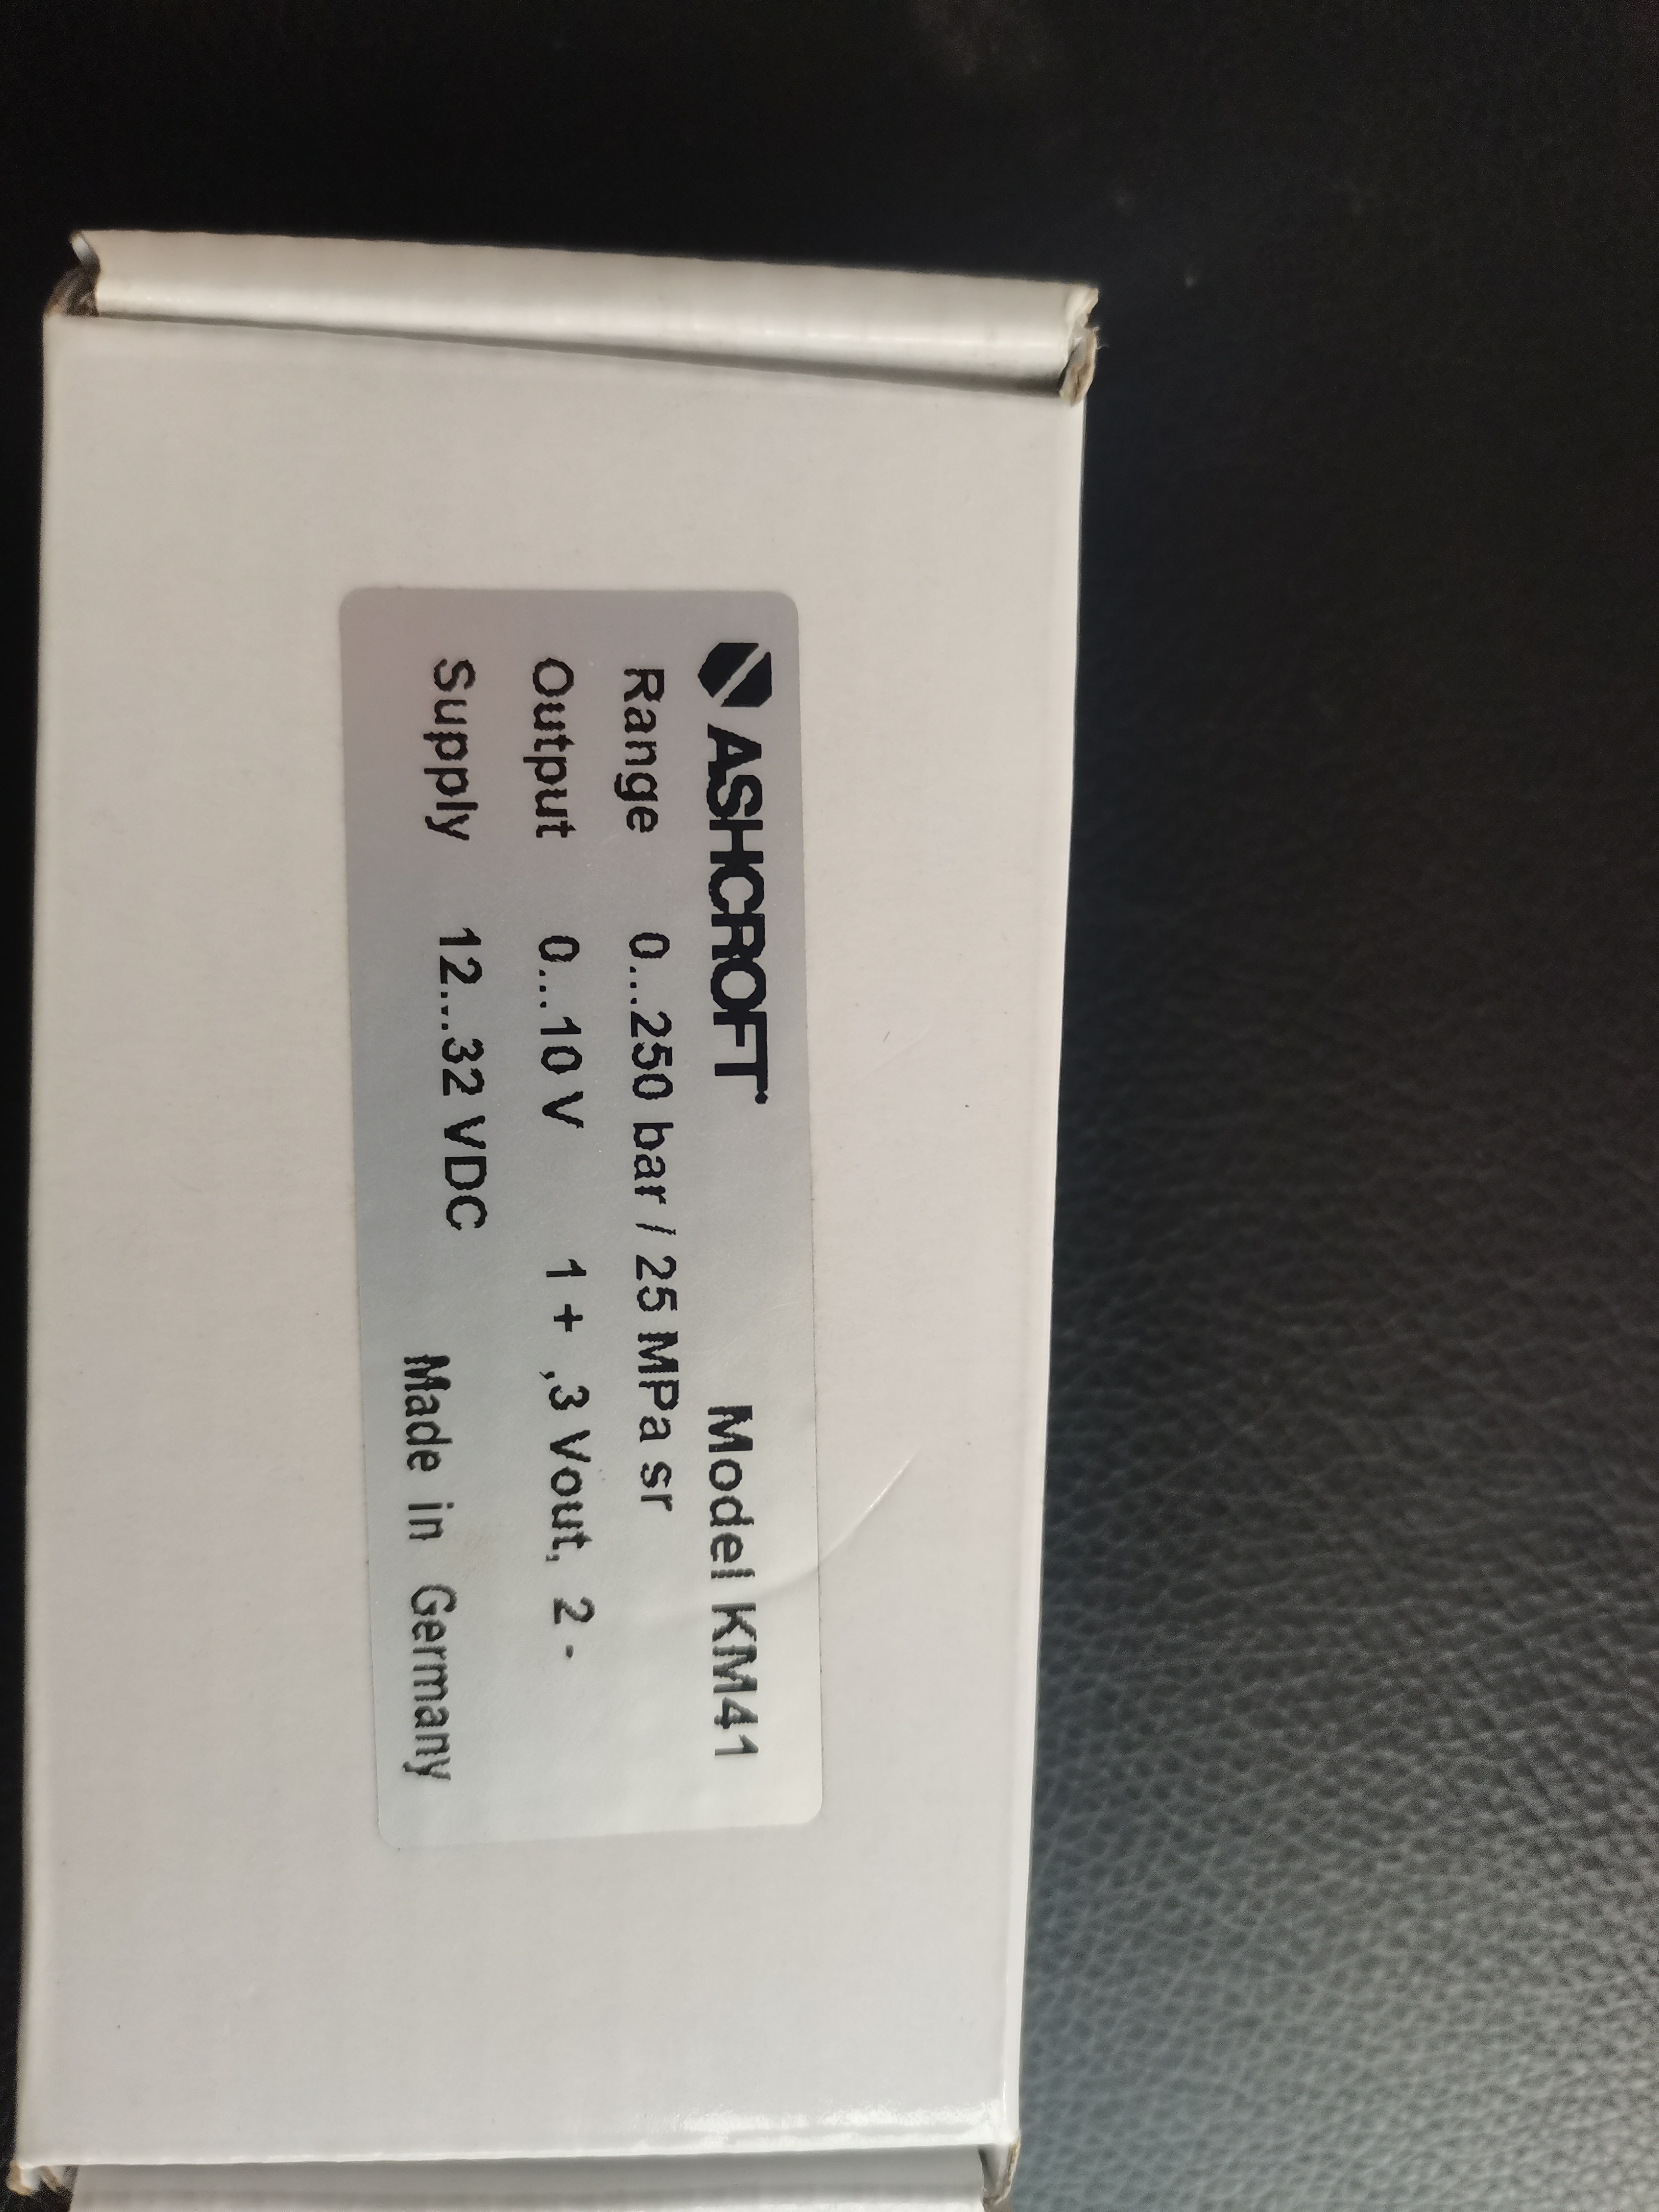 ASHCROFT Model KM41
Range 0...250 bar / 25 MPa sr
Output 0...10 V 1 + ,3 Vout, 2 -
Supply 12....32 VDC
Made in Germany